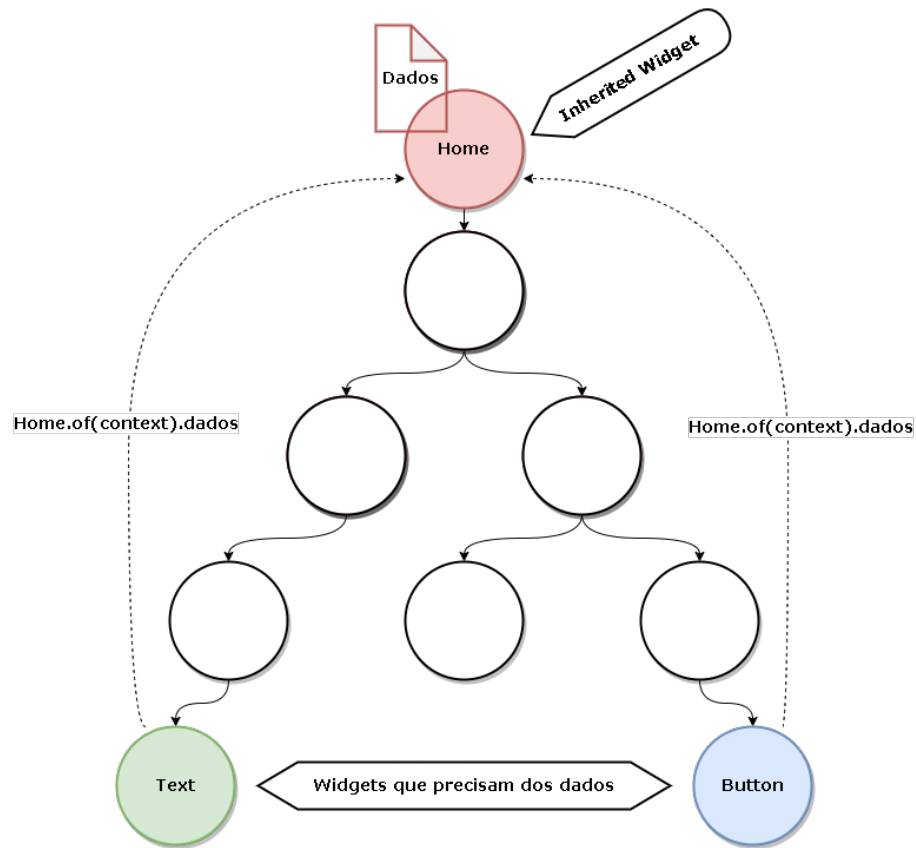 Dados
Inherited Widget
Home
Home.of(context).dados
Home.of(context).dados
Text
Widgets que precisam dos dados
Button